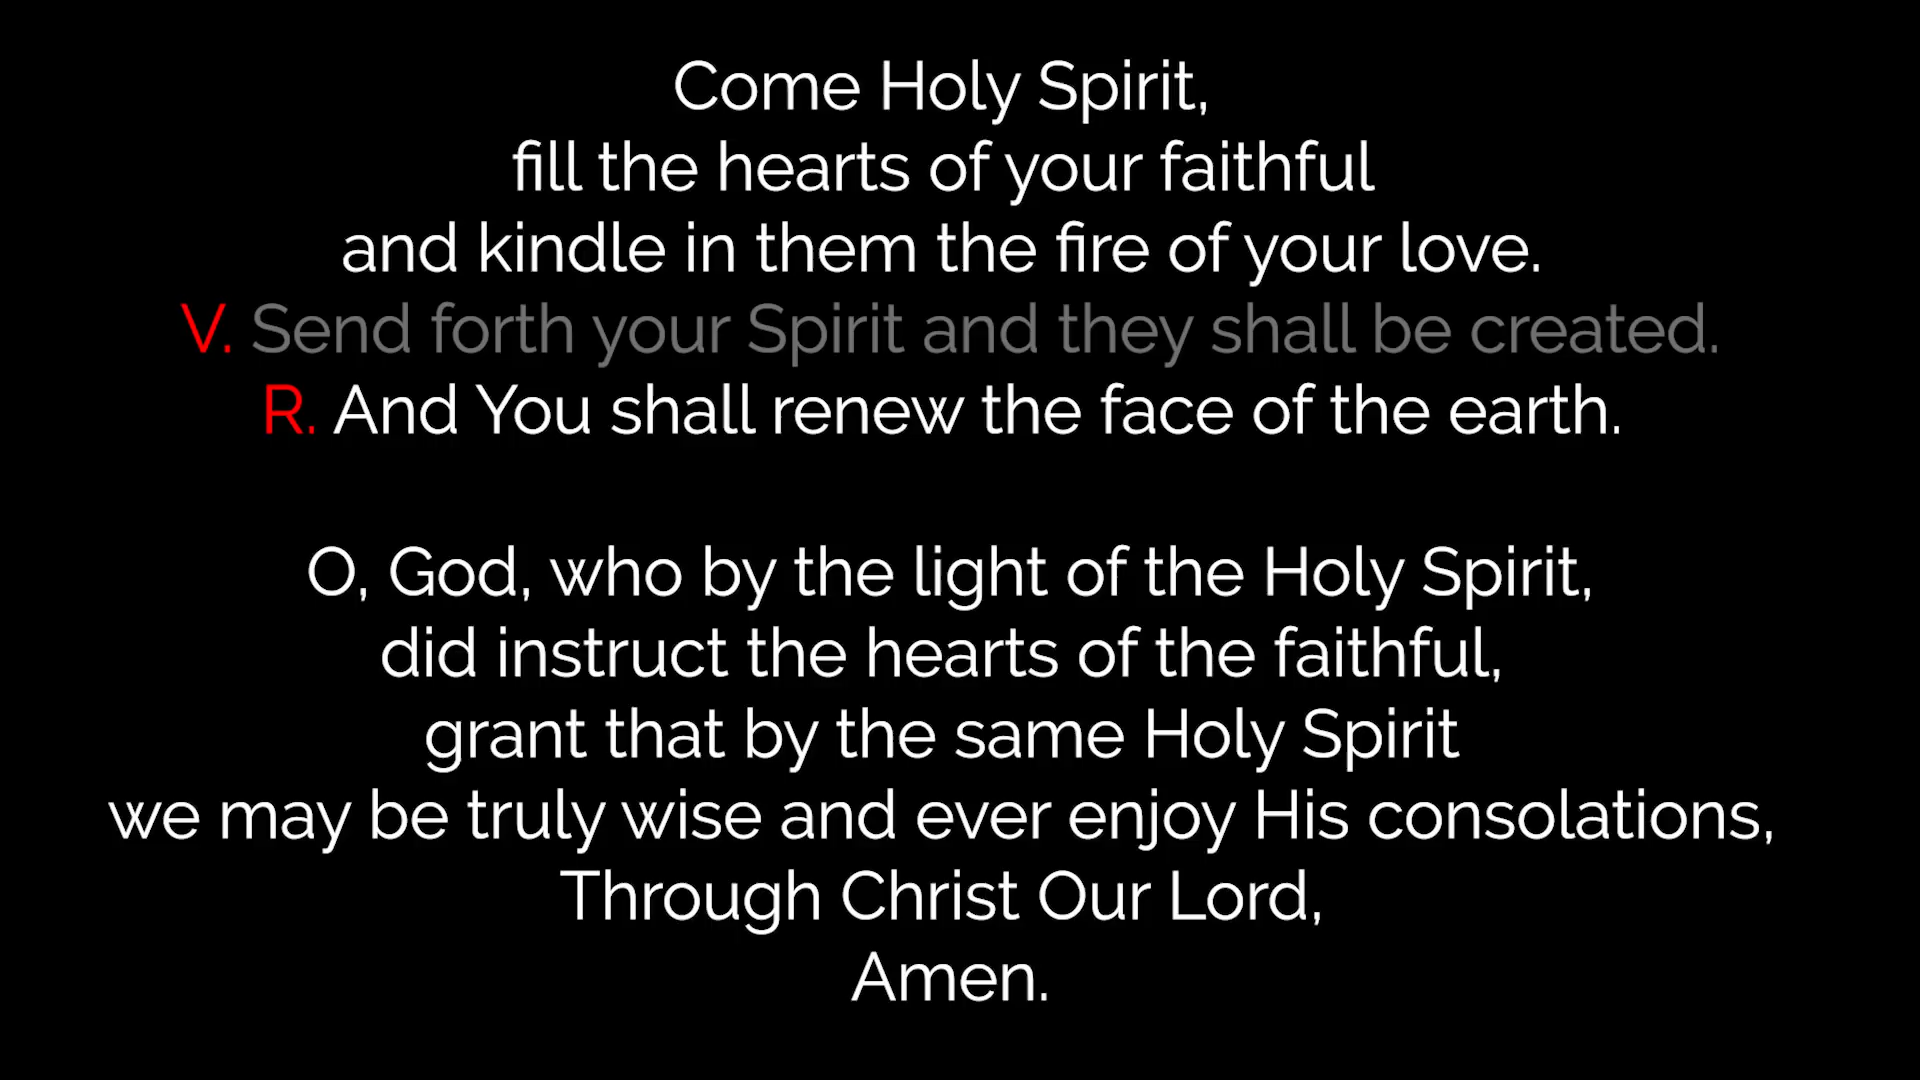 Come Holy Spirit,
fill the hearts of your faithful
and kindle in them the fire of your love.
V. Send forth your Spirit and they shall be created.
R. And You shall renew the face of the earth.
O, God, who by the light of the Holy Spirit,
did instruct the hearts of the faithful,
grant that by the same Holy Spirit
we may be truly wise and ever enjoy His consolations,
Through Christ Our Lord,
Amen.